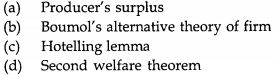 (a) Producer's surplus
(b) Boumol's alternative theory of firm
(c) Hotelling lemma
(d) Second welfare theorem